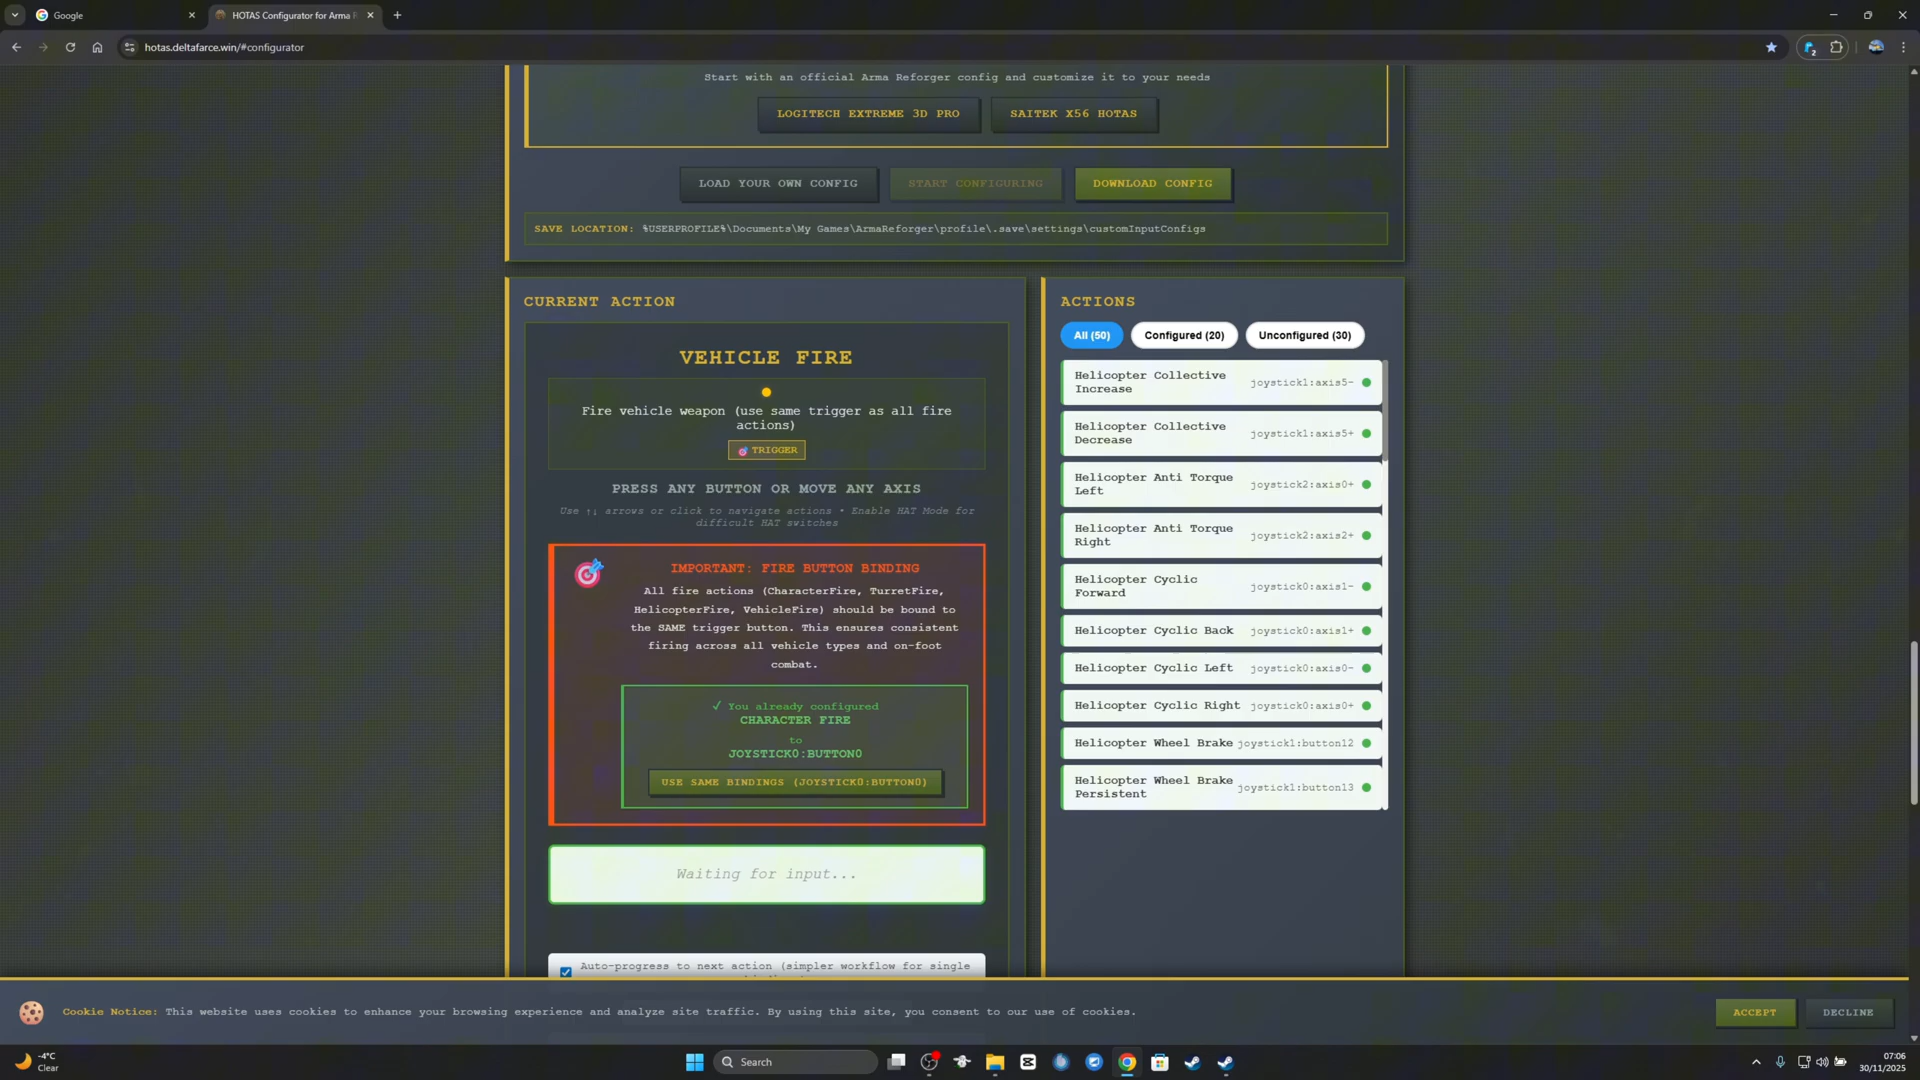 Google
HOTAS Configurator for Arma R
hotas.deltafarce.win/#configurator
Start with an official Arma Reforger config and customize it to your needs
LOGITECH EXTREME 3D PRO
SAITEK X56 HOTAS
LOAD YOUR OWN CONFIG
START CONFIGURING
DOWNLOAD CONFIG
SAVE LOCATION: %USERPROFILE%\Documents\My Games\ArmaReforger\profile\.save\settings\customInputConfigs
CURRENT ACTION
VEHICLE FIRE
Fire vehicle weapon (use same trigger as all fire
actions)
TRIGGER
PRESS ANY BUTTON OR MOVE ANY AXIS
Use ↑↓ arrows or click to navigate actions • Enable HAT Mode for
difficult HAT switches
IMPORTANT: FIRE BUTTON BINDING
All fire actions (CharacterFire, TurretFire,
HelicopterFire, VehicleFire) should be bound to
the SAME trigger button. This ensures consistent
firing across all vehicle types and on-foot
combat.
✓ You already configured
CHARACTER FIRE
to
JOYSTICK0:BUTTON0
USE SAME BINDINGS (JOYSTICK0:BUTTON0)
Waiting for input...
Auto-progress to next action (simpler workflow for single
ACTIONS
All (50)
Configured (20)
Unconfigured (30)
Helicopter Collective
Increase
joystick1:axis5-
Helicopter Collective
Decrease
joystick1:axis5+
Helicopter Anti Torque
Left
joystick2:axis0+
Helicopter Anti Torque
Right
joystick2:axis2+
Helicopter Cyclic
Forward
joystick0:axis1-
Helicopter Cyclic Back
joystick0:axis1+
Helicopter Cyclic Left
joystick0:axis0-
Helicopter Cyclic Right
joystick0:axis0+
Helicopter Wheel Brake
joystick1:button12
Helicopter Wheel Brake
Persistent
joystick1:button13
Cookie Notice: This website uses cookies to enhance your browsing experience and analyze site traffic. By using this site, you consent to our use of cookies.
ACCEPT
DECLINE
-4°C
Clear
Search
07:06
30/11/2025